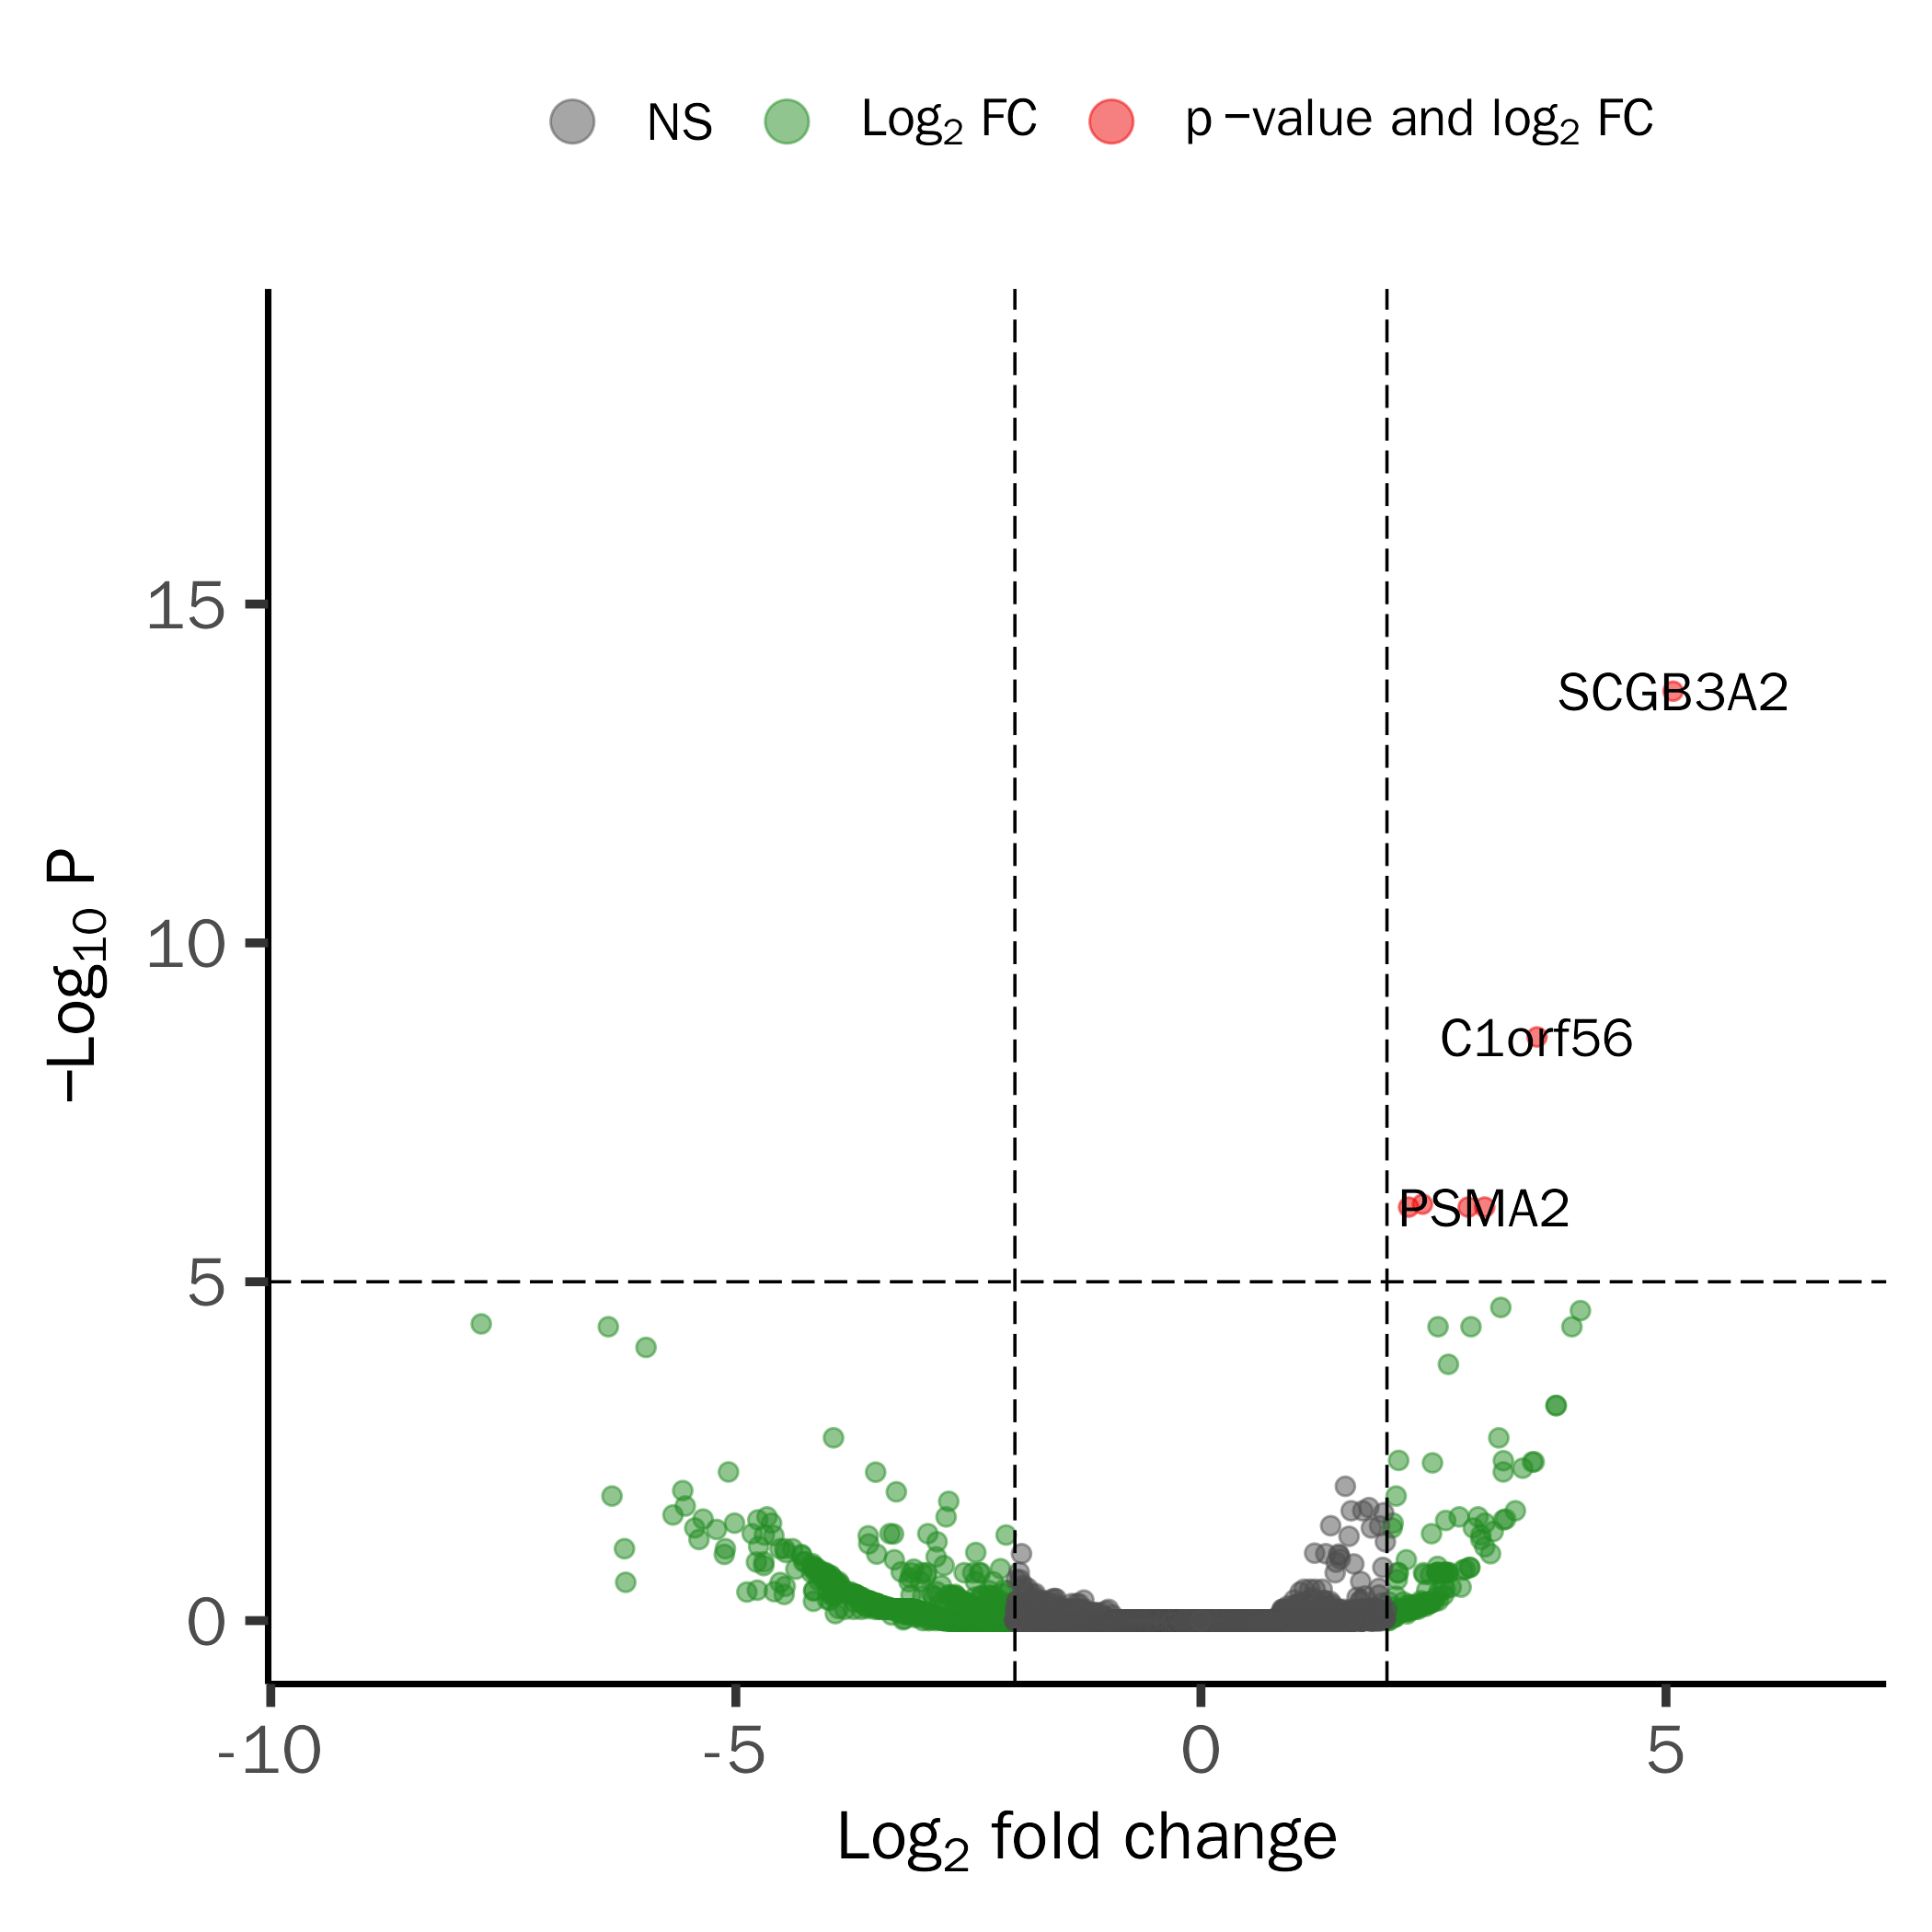 NS Log₂ FC p −value and log₂ FC
15
SCGB3A2
10
C1orf56
PSMA2
5
0
−Log₁₀ P
-10 -5 0 5
Log₂ fold change